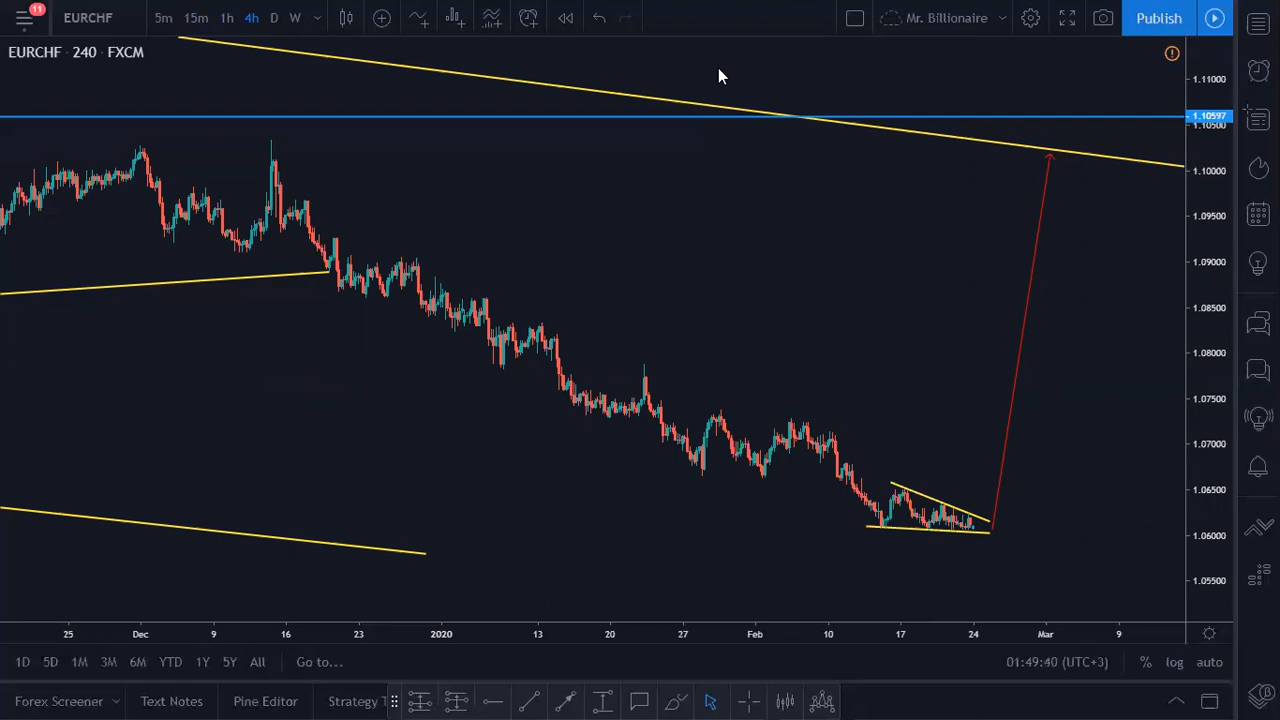 11
EURCHF
5m 15m 1h 4h D W
Mr. Billionaire
Publish
EURCHF · 240 · FXCM
1.11000
1.10597
1.10500
1.10000
1.09500
1.09000
1.08500
1.08000
1.07500
1.07000
1.06500
1.06000
1.05500
25 Dec 9 16 23 2020 13 20 27 Feb 10 17 24 Mar 9
1D 5D 1M 3M 6M YTD 1Y 5Y All Go to... 01:49:40 (UTC+3) % log auto
Forex Screener Text Notes Pine Editor Strategy T